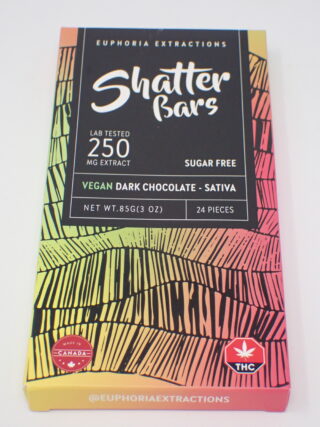 EUPHORIA EXTRACTIONS
Shatter
Bars
LAB TESTED
250
MG EXTRACT
SUGAR FREE
VEGAN DARK CHOCOLATE - SATIVA
NET WT.85G(3 OZ)
24 PIECES
MADE IN
CANADA
THC
@EUPHORIAEXTRACTIONS